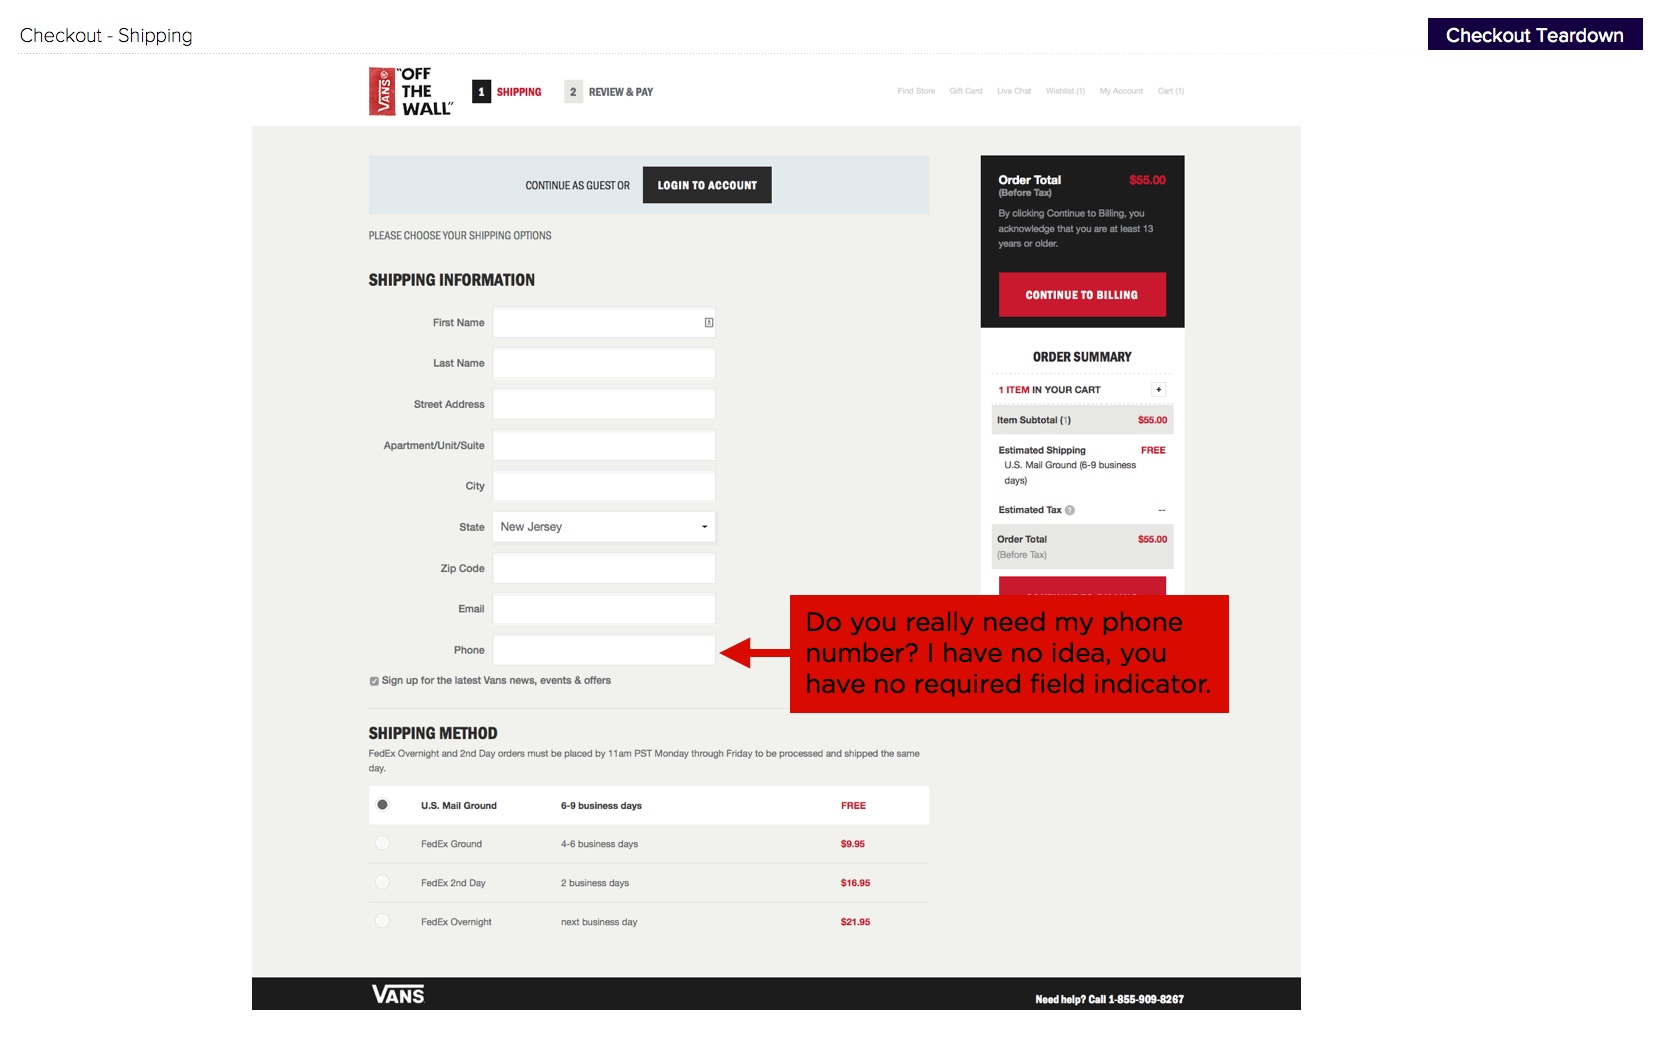 Checkout - Shipping
Checkout Teardown
VANS®
"OFF
THE
WALL"
1 SHIPPING
2 REVIEW & PAY
Find Store Gift Card Live Chat Wishlist (1) My Account Cart (1)
CONTINUE AS GUEST OR
LOGIN TO ACCOUNT
PLEASE CHOOSE YOUR SHIPPING OPTIONS
SHIPPING INFORMATION
First Name
Last Name
Street Address
Apartment/Unit/Suite
City
State New Jersey
Zip Code
Email
Phone
Sign up for the latest Vans news, events & offers
Order Total $55.00
(Before Tax)
By clicking Continue to Billing, you
acknowledge that you are at least 13
years or older.
CONTINUE TO BILLING
ORDER SUMMARY
1 ITEM IN YOUR CART +
Item Subtotal (1) $55.00
Estimated Shipping FREE
U.S. Mail Ground (6-9 business
days)
Estimated Tax ? --
Order Total $55.00
(Before Tax)
Do you really need my phone
number? I have no idea, you
have no required field indicator.
SHIPPING METHOD
FedEx Overnight and 2nd Day orders must be placed by 11am PST Monday through Friday to be processed and shipped the same
day.
U.S. Mail Ground 6-9 business days FREE
FedEx Ground 4-6 business days $9.95
FedEx 2nd Day 2 business days $16.95
FedEx Overnight next business day $21.95
VANS
Need help? Call 1-855-909-8267